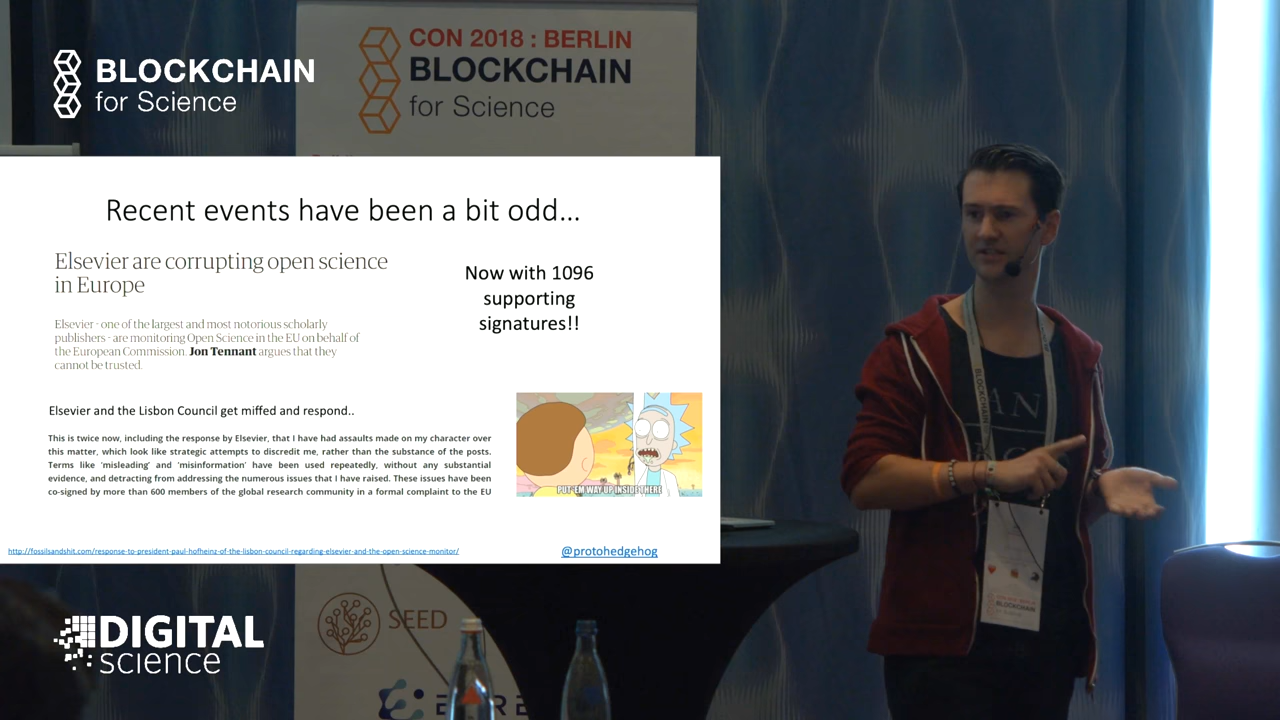 BLOCKCHAIN
for Science
CON 2018 : BERLIN
BLOCKCHAIN
for Science
Recent events have been a bit odd...
Elsevier are corrupting open science
in Europe
Now with 1096
supporting
signatures!!
Elsevier - one of the largest and most notorious scholarly
publishers - are monitoring Open Science in the EU on behalf of
the European Commission. Jon Tennant argues that they
cannot be trusted.
Elsevier and the Lisbon Council get miffed and respond..
This is twice now, including the response by Elsevier, that I have had assaults made on my character over
this matter, which look like strategic attempts to discredit me, rather than the substance of the posts.
Terms like 'misleading' and 'misinformation' have been used repeatedly, without any substantial
evidence, and detracting from addressing the numerous issues that I have raised. These issues have been
co-signed by more than 600 members of the global research community in a formal complaint to the EU
PUT 'EM WAY UP INSIDE THERE
http://fossilsandshit.com/response-to-president-paul-hofheinz-of-the-lisbon-council-regarding-elsevier-and-the-open-science-monitor/
@protohedgehog
BLOCKCHAIN
AN
CON 2018: BERLIN
BLOCKCHAIN
for Science
SEED
DIGITAL
science